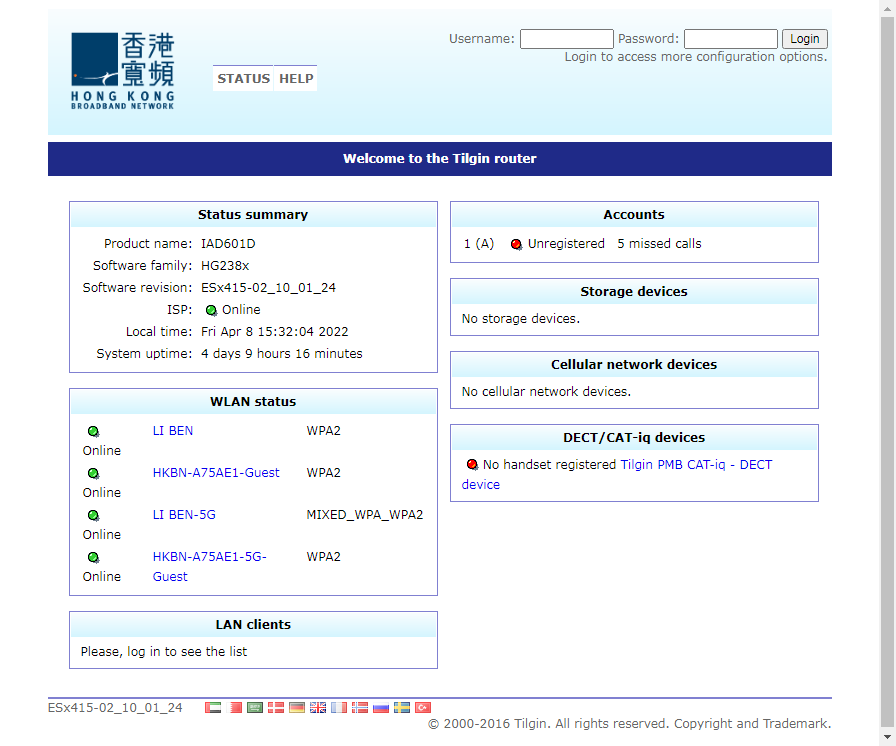 香港
寬頻
HONG KONG
BROADBAND NETWORK
STATUS HELP
Username: Password: Login
Login to access more configuration options.
Welcome to the Tilgin router
Status summary
Product name: IAD601D
Software family: HG238x
Software revision: ESx415-02_10_01_24
ISP: Online
Local time: Fri Apr 8 15:32:04 2022
System uptime: 4 days 9 hours 16 minutes
WLAN status
LI BEN WPA2
Online
HKBN-A75AE1-Guest WPA2
Online
LI BEN-5G MIXED_WPA_WPA2
Online
HKBN-A75AE1-5G- WPA2
Online Guest
LAN clients
Please, log in to see the list
Accounts
1 (A) Unregistered 5 missed calls
Storage devices
No storage devices.
Cellular network devices
No cellular network devices.
DECT/CAT-iq devices
No handset registered Tilgin PMB CAT-iq - DECT
device
ESx415-02_10_01_24
© 2000-2016 Tilgin. All rights reserved. Copyright and Trademark.